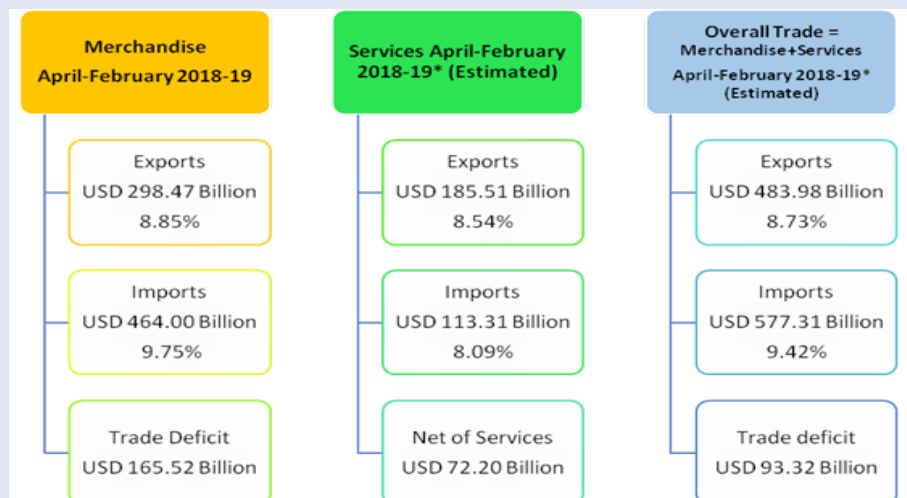 Merchandise
April-February 2018-19
Exports
USD 298.47 Billion
8.85%
Imports
USD 464.00 Billion
9.75%
Trade Deficit
USD 165.52 Billion
Services April-February
2018-19* (Estimated)
Exports
USD 185.51 Billion
8.54%
Imports
USD 113.31 Billion
8.09%
Net of Services
USD 72.20 Billion
Overall Trade =
Merchandise+Services
April-February 2018-19*
(Estimated)
Exports
USD 483.98 Billion
8.73%
Imports
USD 577.31 Billion
9.42%
Trade deficit
USD 93.32 Billion